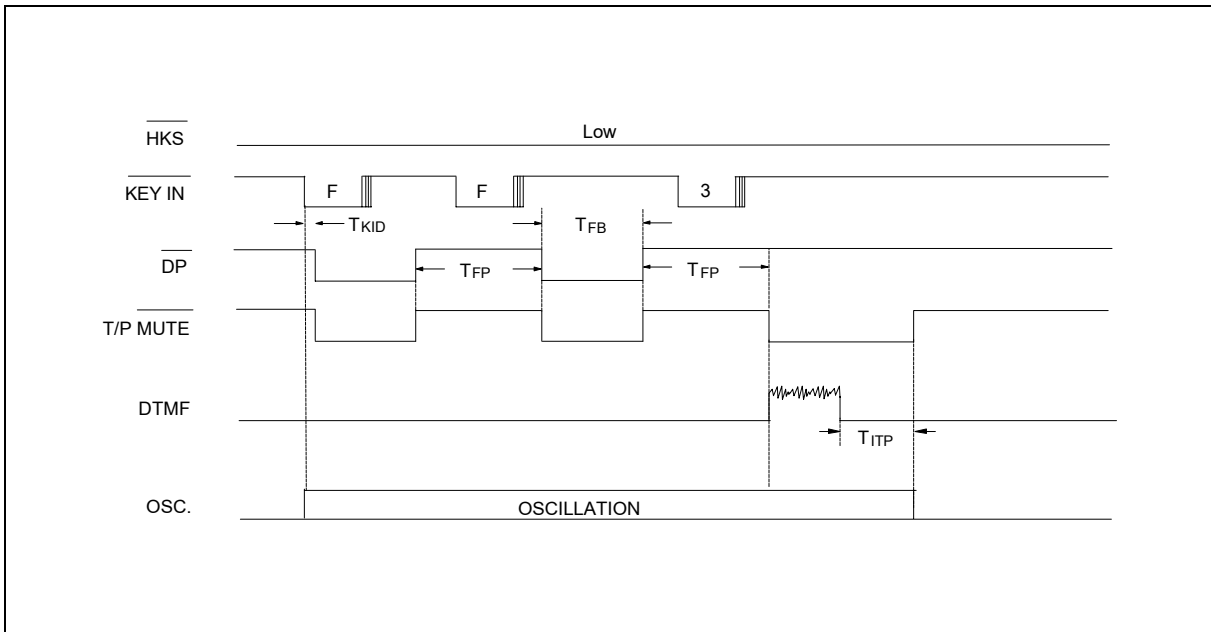 HKS
Low
KEY IN
F
F
3
TKID
TFB
DP
TFP
TFP
T/P MUTE
DTMF
TITP
OSC.
OSCILLATION